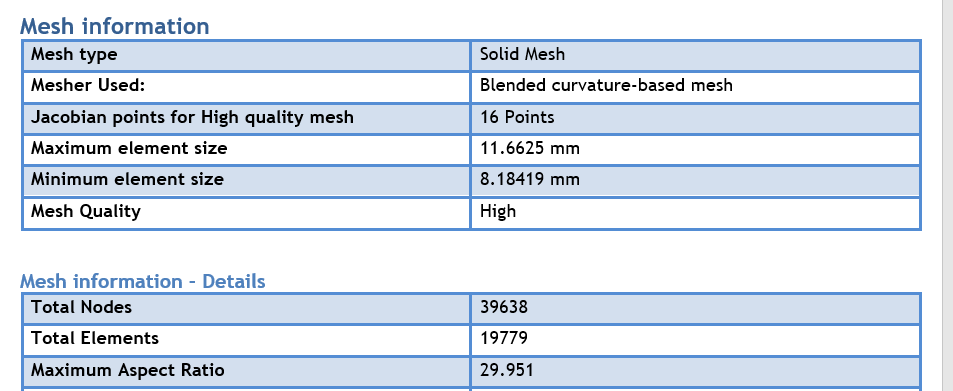 Mesh information
Mesh type Solid Mesh
Mesher Used: Blended curvature-based mesh
Jacobian points for High quality mesh 16 Points
Maximum element size 11.6625 mm
Minimum element size 8.18419 mm
Mesh Quality High
Mesh information - Details
Total Nodes 39638
Total Elements 19779
Maximum Aspect Ratio 29.951